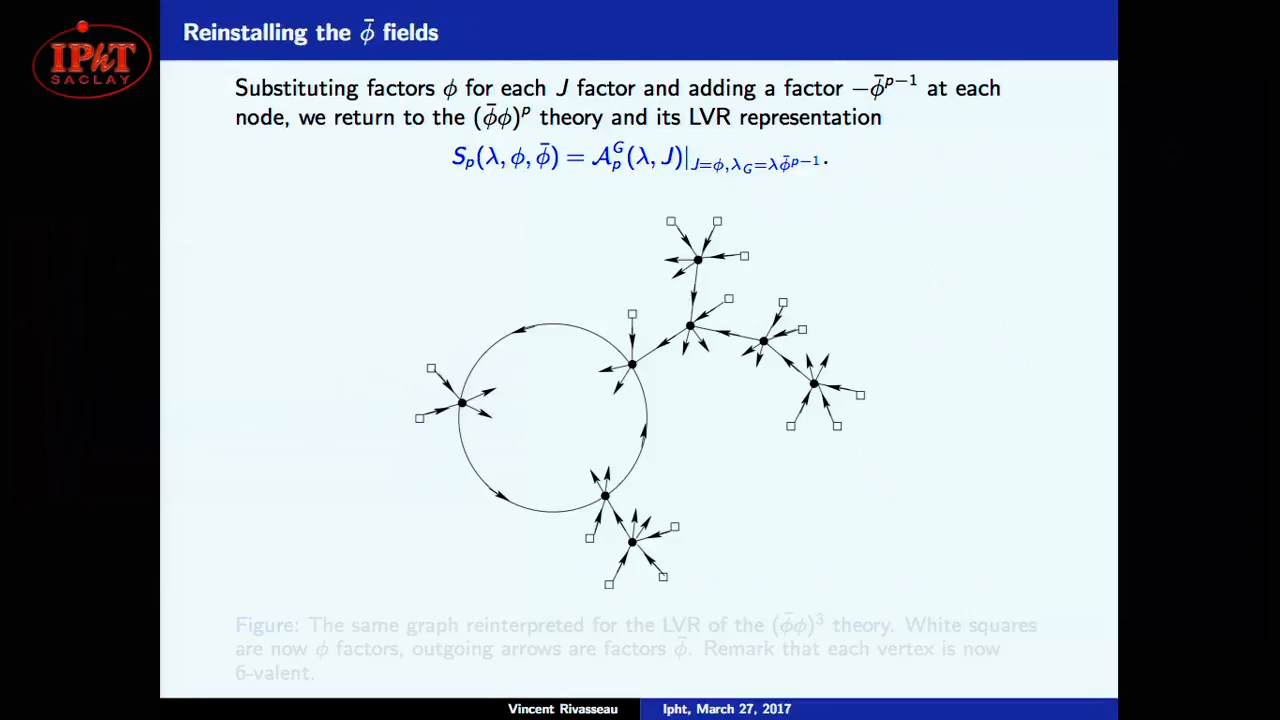 IPhT
SACLAY
Reinstalling the ϕ̄ fields
Substituting factors ϕ for each J factor and adding a factor −ϕ̄^{p−1} at each
node, we return to the (ϕ̄ϕ)^p theory and its LVR representation
S_p(λ, ϕ, ϕ̄) = 𝒜_p^G(λ, J)|_{J=ϕ,λ_G=λϕ̄^{p−1}}.
Figure: The same graph reinterpreted for the LVR of the (ϕ̄ϕ)^3 theory. White squares
are now ϕ factors, outgoing arrows are factors ϕ̄. Remark that each vertex is now
6-valent.
Vincent Rivasseau
Ipht, March 27, 2017